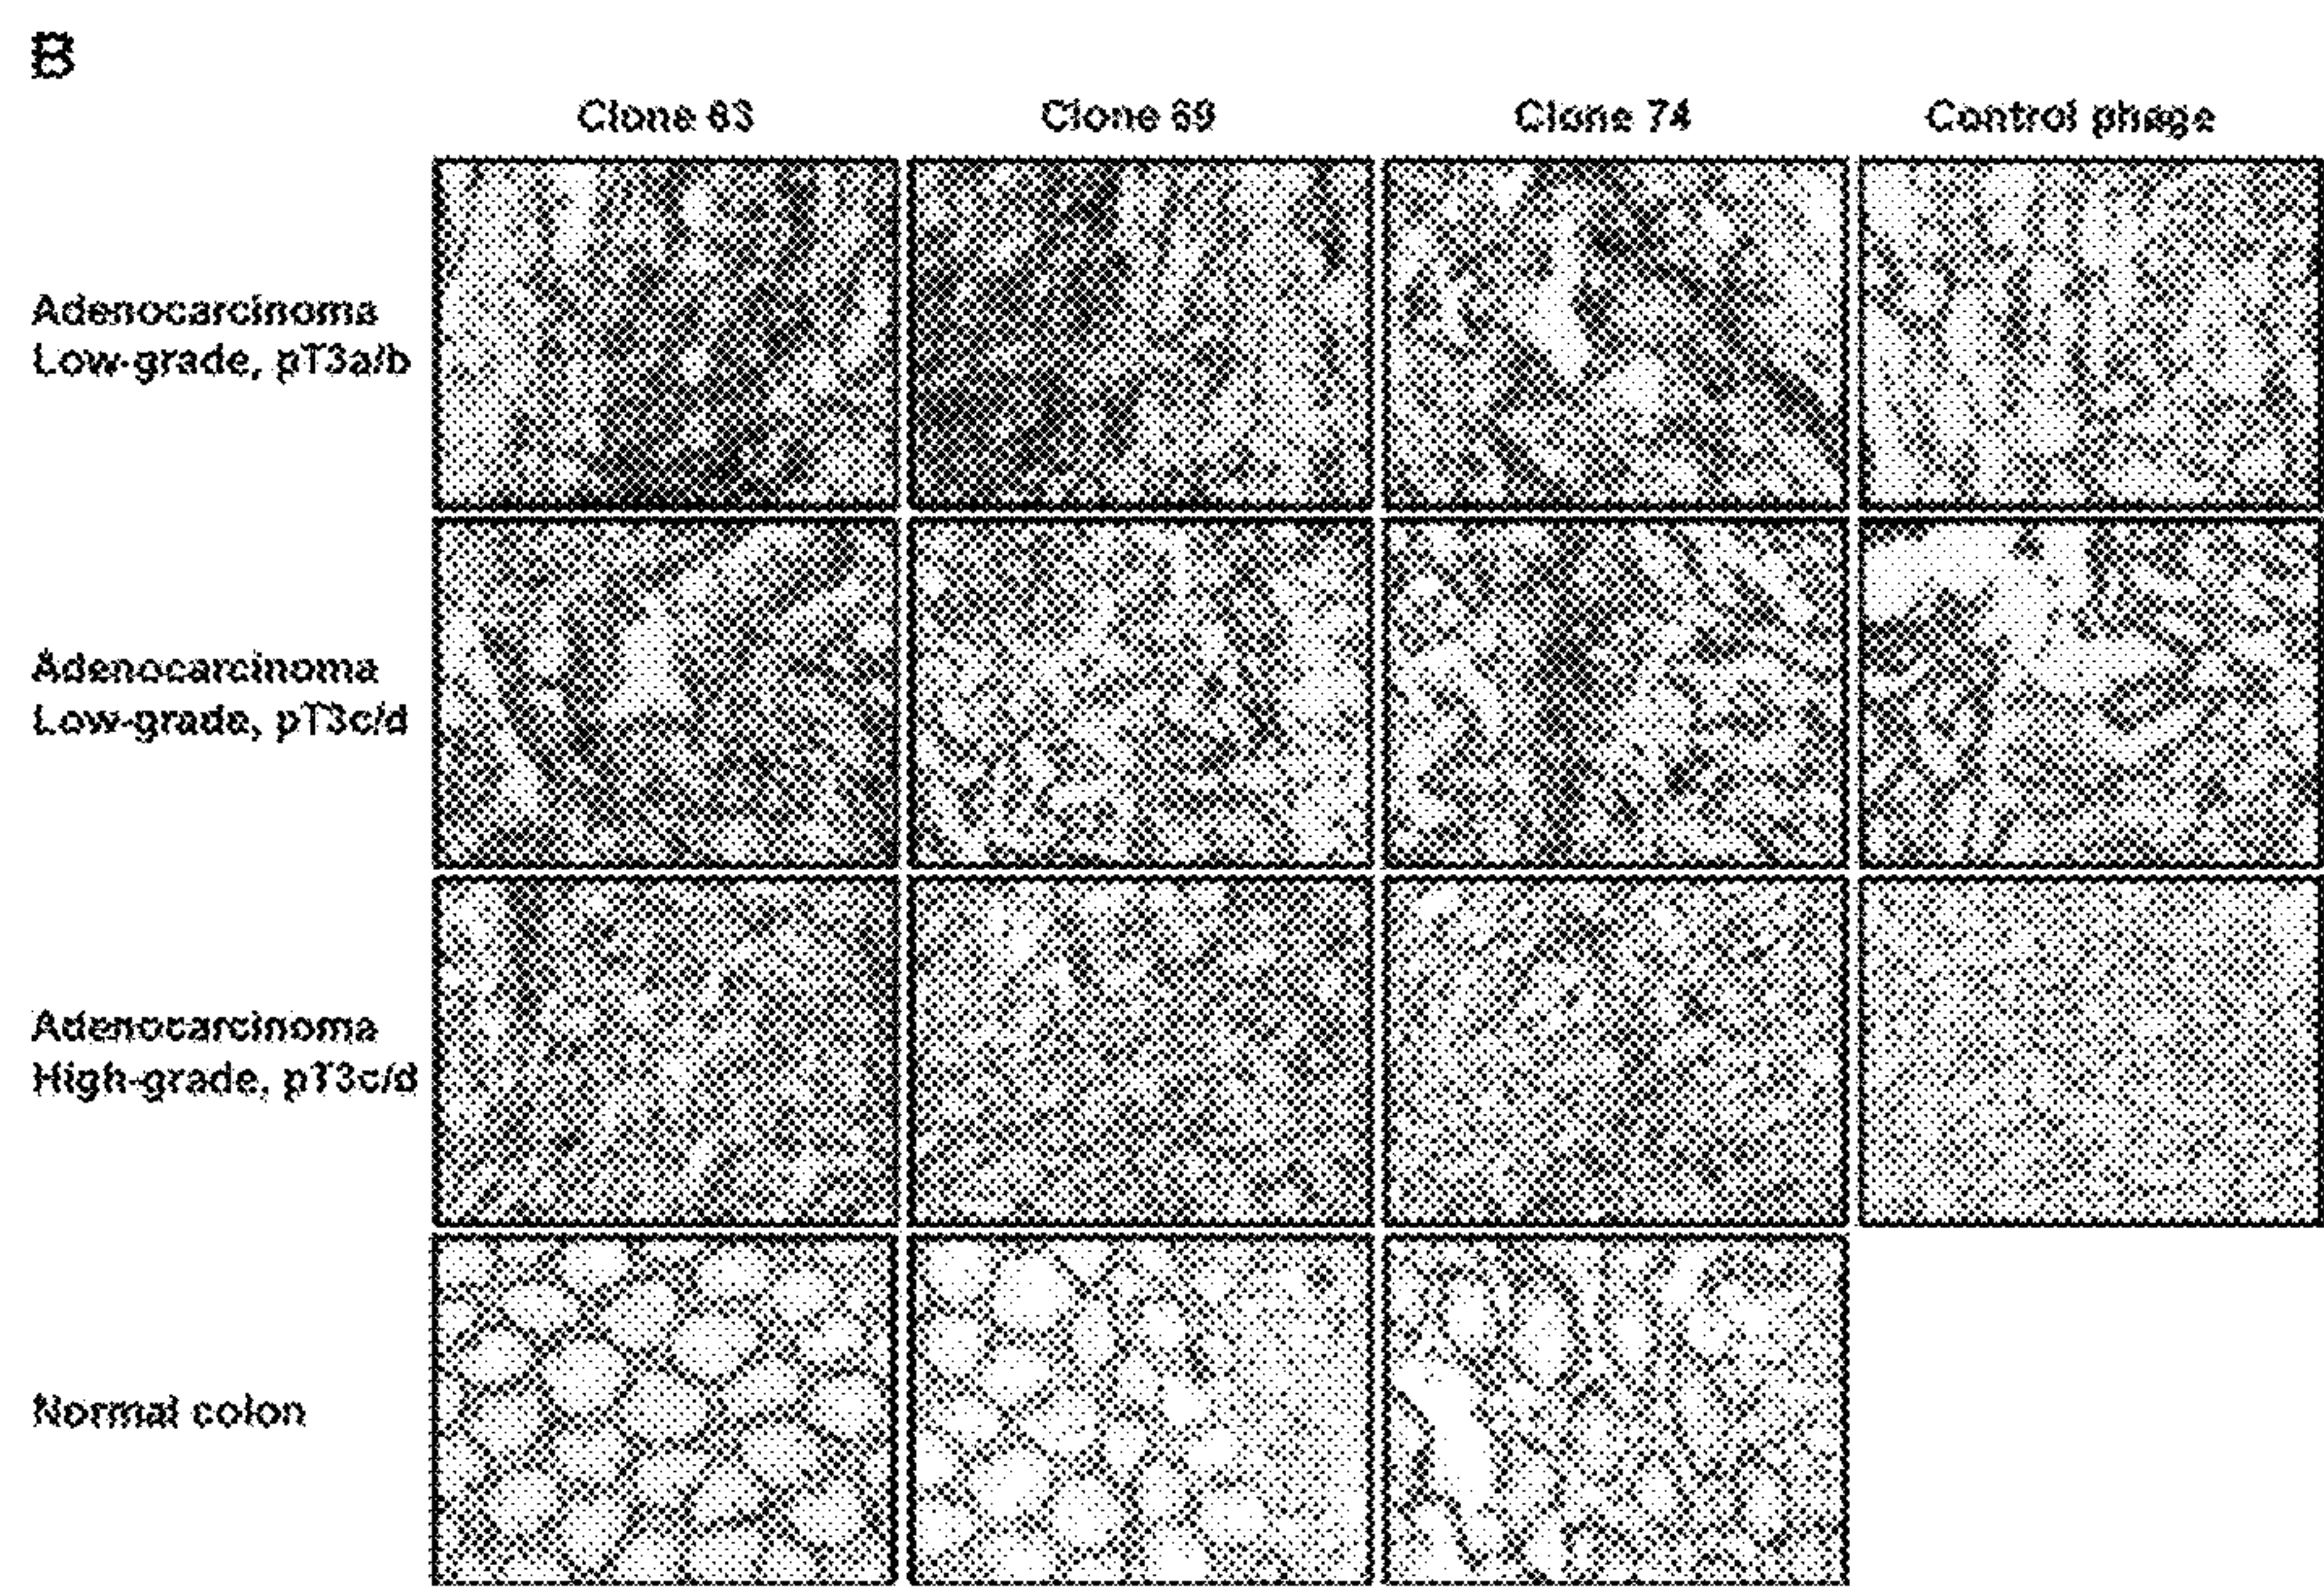 B
Clone 63 Clone 69 Clone 74 Control phage
Adenocarcinoma
Low-grade, pT3a/b
Adenocarcinoma
Low-grade, pT3c/d
Adenocarcinoma
High-grade, pT3c/d
Normal colon